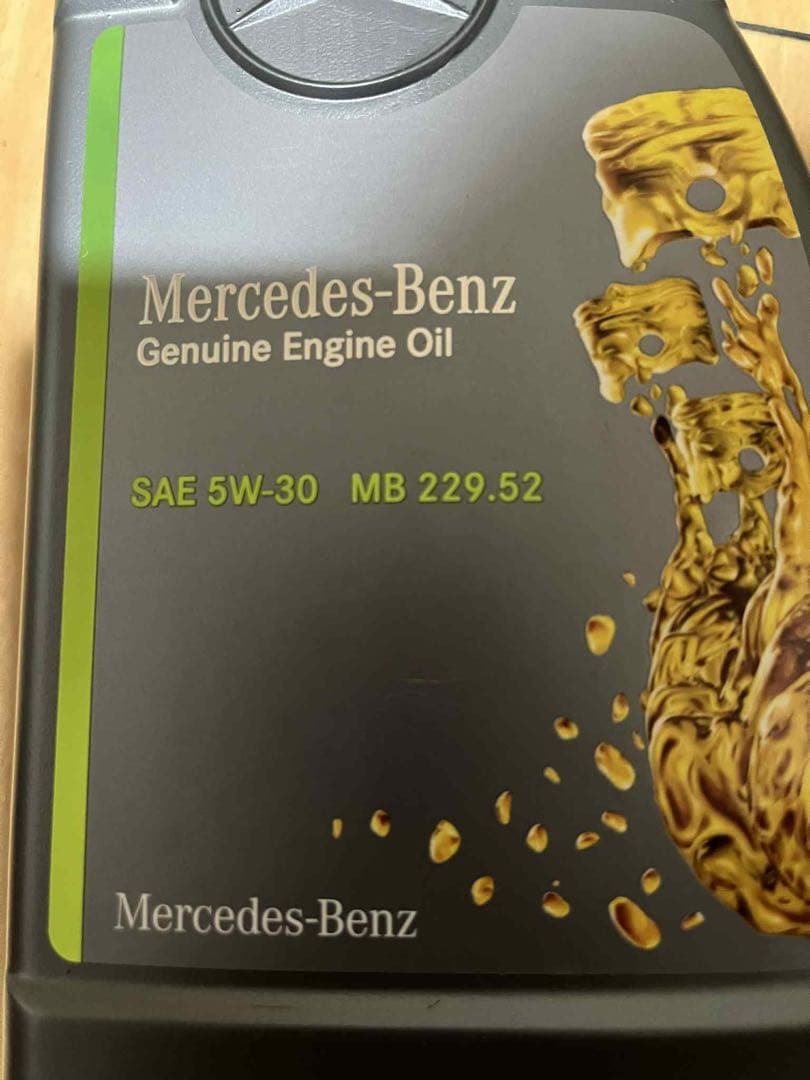 Mercedes-Benz
Genuine Engine Oil
SAE 5W-30 MB 229.52
Mercedes-Benz